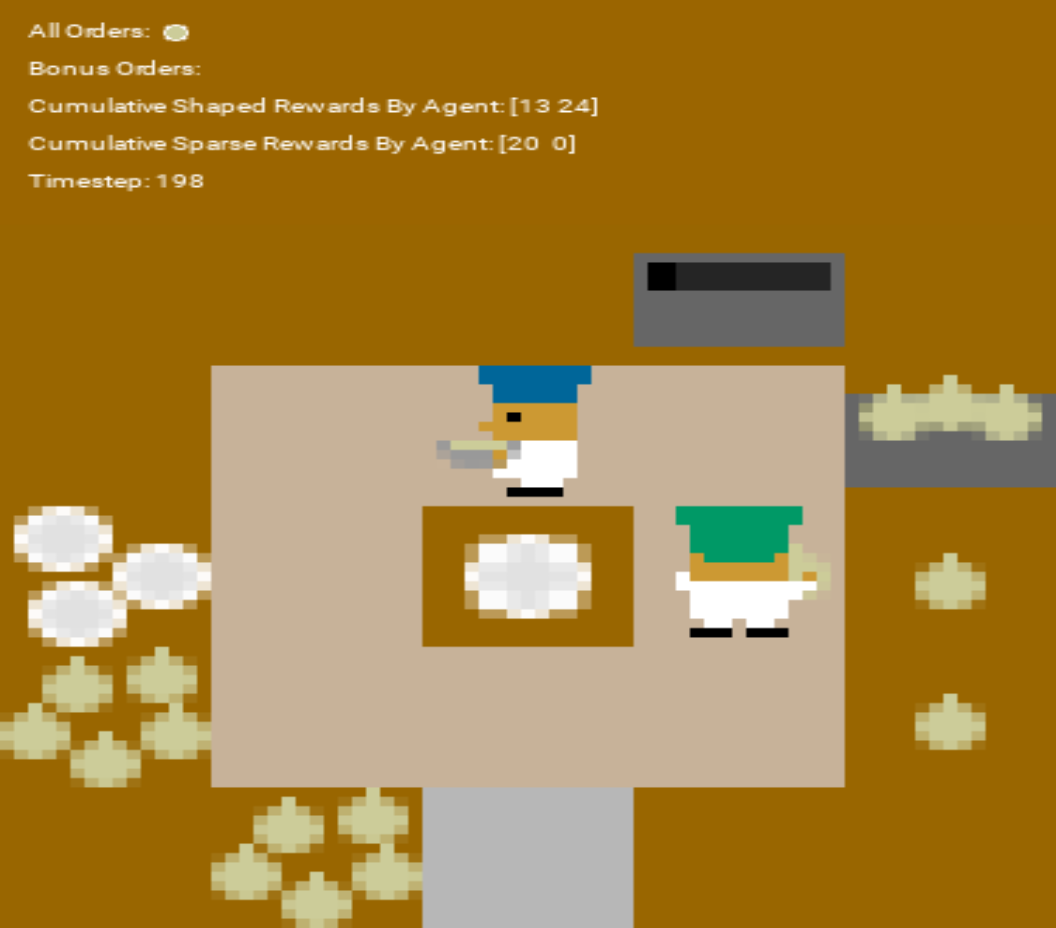 All Orders:
Bonus Orders:
Cumulative Shaped Rewards By Agent: [13 24]
Cumulative Sparse Rewards By Agent: [20  0]
Timestep: 198